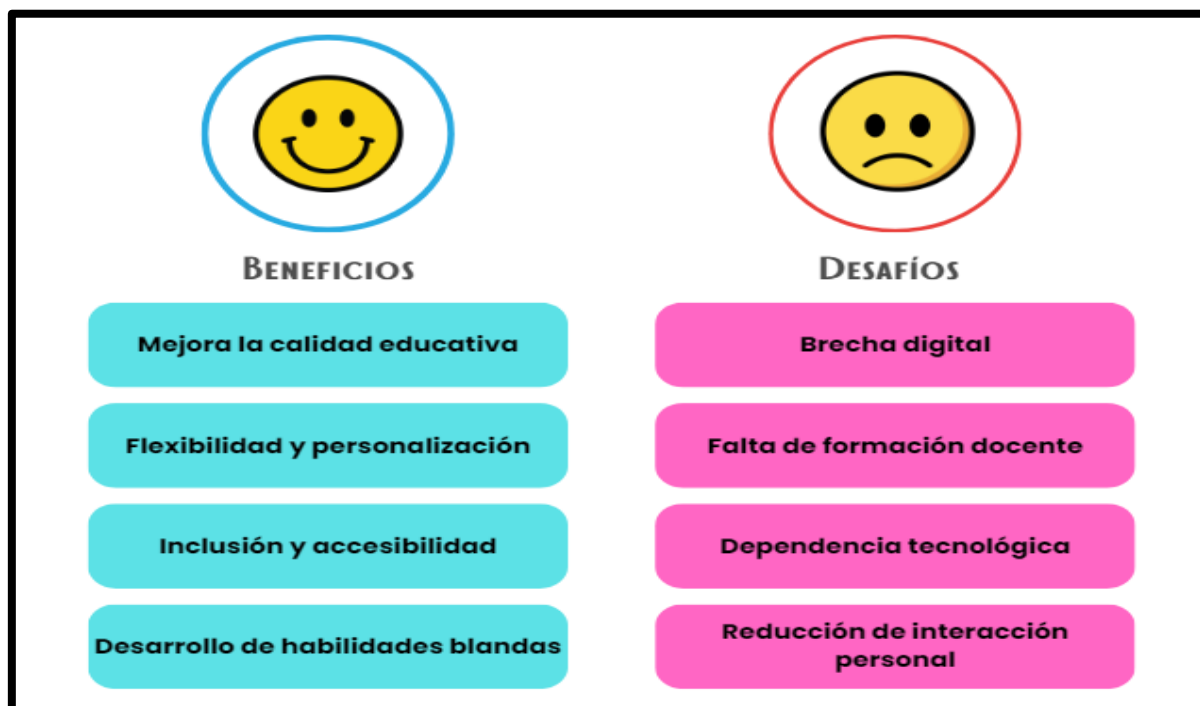 BENEFICIOS
Mejora la calidad educativa
Flexibilidad y personalización
Inclusión y accesibilidad
Desarrollo de habilidades blandas
DESAFÍOS
Brecha digital
Falta de formación docente
Dependencia tecnológica
Reducción de interacción
personal